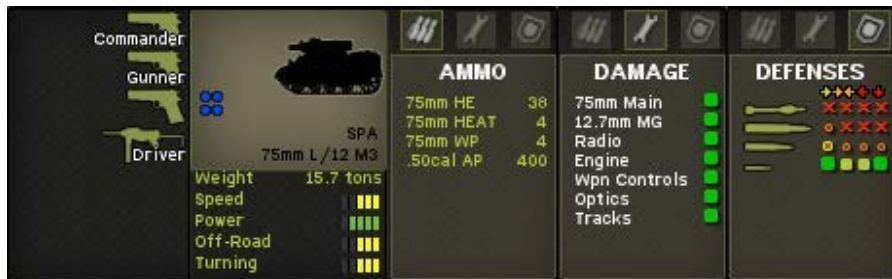 Commander
Gunner
Driver
SPA
75mm L/12 M3
Weight 15.7 tons
Speed
Power
Off-Road
Turning
AMMO
75mm HE 38
75mm HEAT 4
75mm WP 4
.50cal AP 400
DAMAGE
75mm Main
12.7mm MG
Radio
Engine
Wpn Controls
Optics
Tracks
DEFENSES